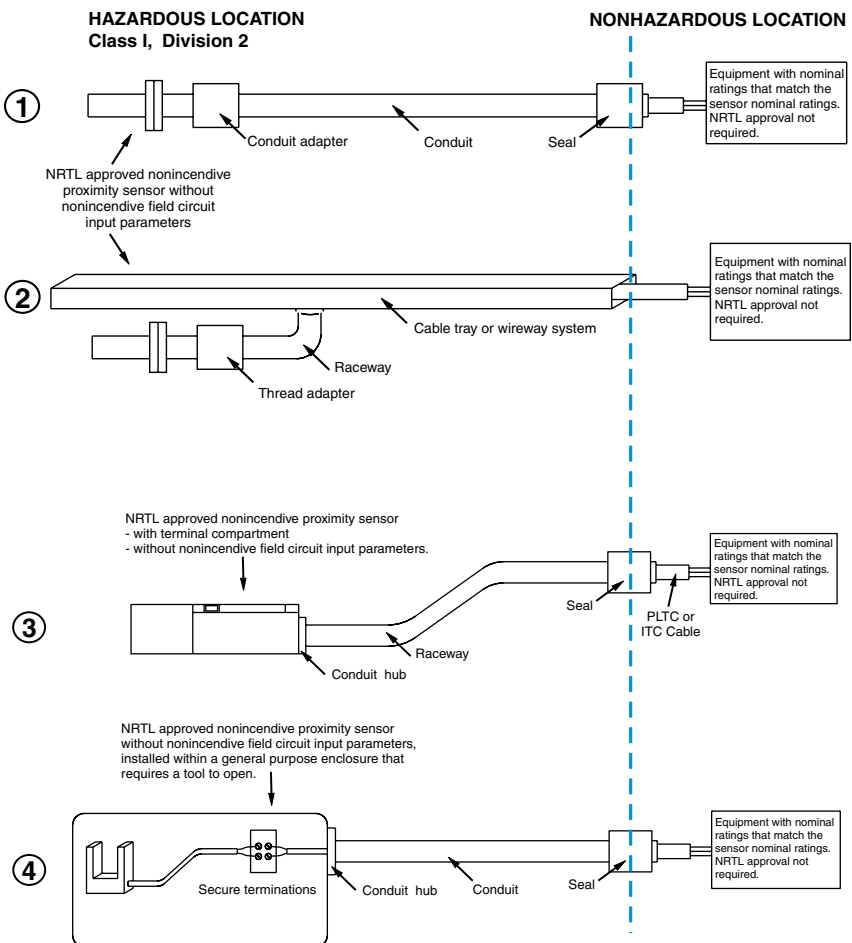 HAZARDOUS LOCATION
Class I, Division 2
NONHAZARDOUS LOCATION
1
Equipment with nominal
ratings that match the
sensor nominal ratings.
NRTL approval not
required.
Conduit adapter
Conduit
Seal
NRTL approved nonincendive
proximity sensor without
nonincendive field circuit
input parameters
2
Equipment with nominal
ratings that match the
sensor nominal ratings.
NRTL approval not
required.
Cable tray or wireway system
Raceway
Thread adapter
NRTL approved nonincendive proximity sensor
- with terminal compartment
- without nonincendive field circuit input parameters.
3
Equipment with nominal
ratings that match the
sensor nominal ratings.
NRTL approval not
required.
Seal
PLTC or
ITC Cable
Raceway
Conduit hub
NRTL approved nonincendive proximity sensor
without nonincendive field circuit input parameters,
installed within a general purpose enclosure that
requires a tool to open.
4
Equipment with nominal
ratings that match the
sensor nominal ratings.
NRTL approval not
required.
Secure terminations
Conduit hub
Conduit
Seal